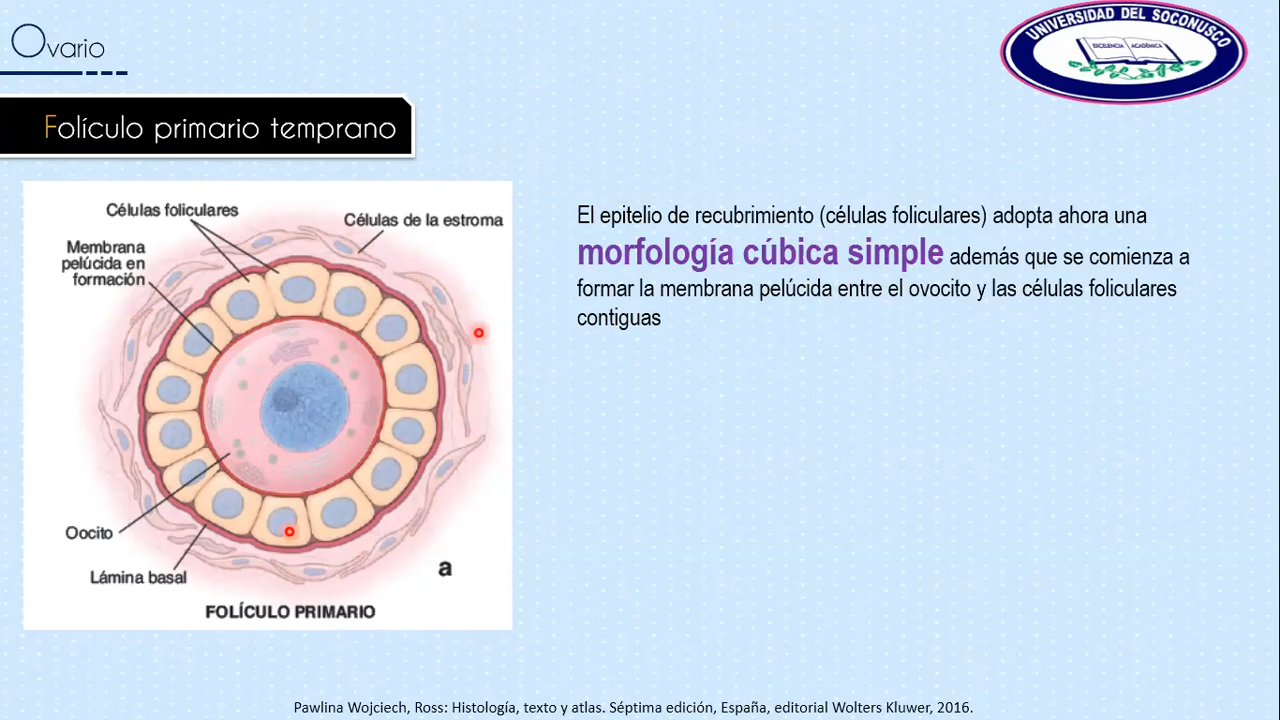 Ovario
UNIVERSIDAD DEL SOCONUSCO
EXCELENCIA ACADÉMICA
Folículo primario temprano
Células foliculares
Células de la estroma
Membrana
pelúcida en
formación
Oocito
Lámina basal
a
FOLÍCULO PRIMARIO
El epitelio de recubrimiento (células foliculares) adopta ahora una
morfología cúbica simple además que se comienza a
formar la membrana pelúcida entre el ovocito y las células foliculares
contiguas
Pawlina Wojciech, Ross: Histología, texto y atlas. Séptima edición, España, editorial Wolters Kluwer, 2016.